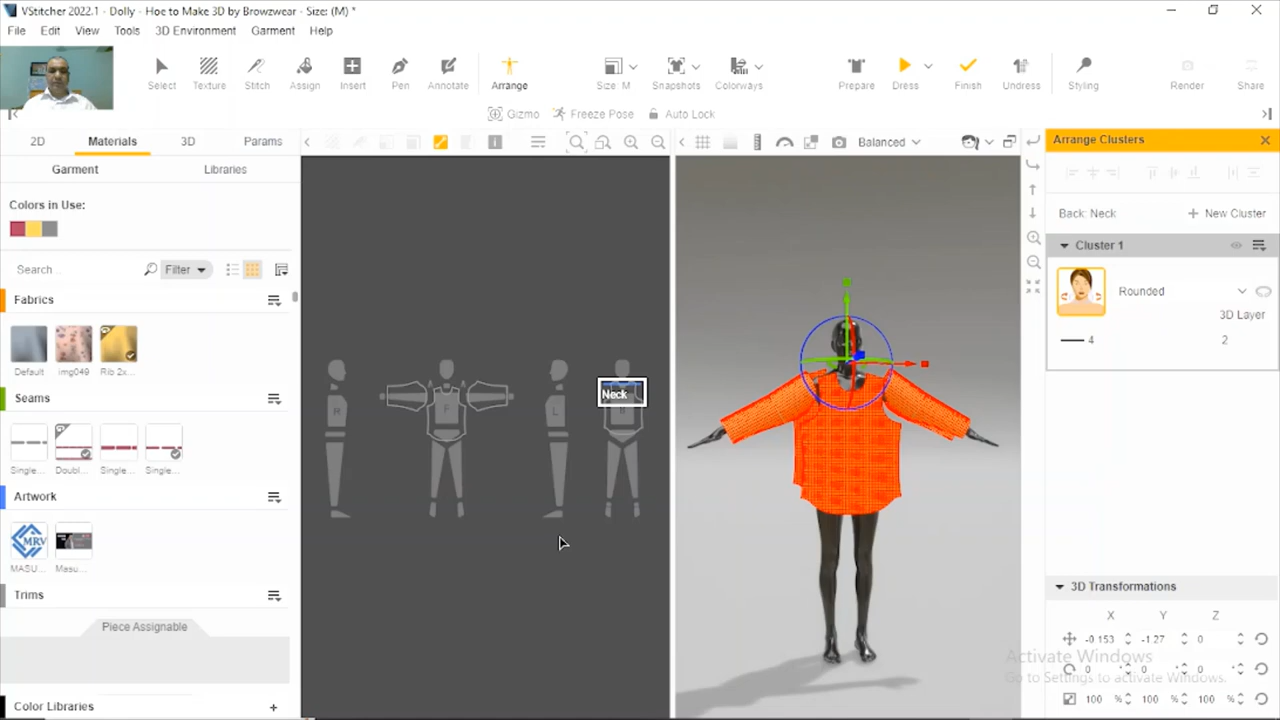 VStitcher 2022.1 - Dolly - Hoe to Make 3D by Browzwear - Size: (M) *
File Edit View Tools 3D Environment Garment Help
Select Texture Stitch Assign Insert Pen Annotate Arrange Size M Snapshots Colorways Prepare Dress Finish Undress Styling Render Share
Gizmo Freeze Pose Auto Lock
2D Materials 3D Params
Balanced
Arrange Clusters
Garment Libraries
Colors in Use:
Back: Neck + New Cluster
Cluster 1
Search... Filter
Rounded
Fabrics
3D Layer
4 2
Default img049 Rib 2x...
R F L
Neck
Seams
Single... Doubl... Single... Single...
Artwork
MRV
MASU... Masu...
3D Transformations
Trims
X Y Z
Piece Assignable
-0.153 -1.27 0
Activate Windows
0 ° 0 ° 0 °
Go to Settings to activate Windows.
100 % 100 % 100 %
Color Libraries +